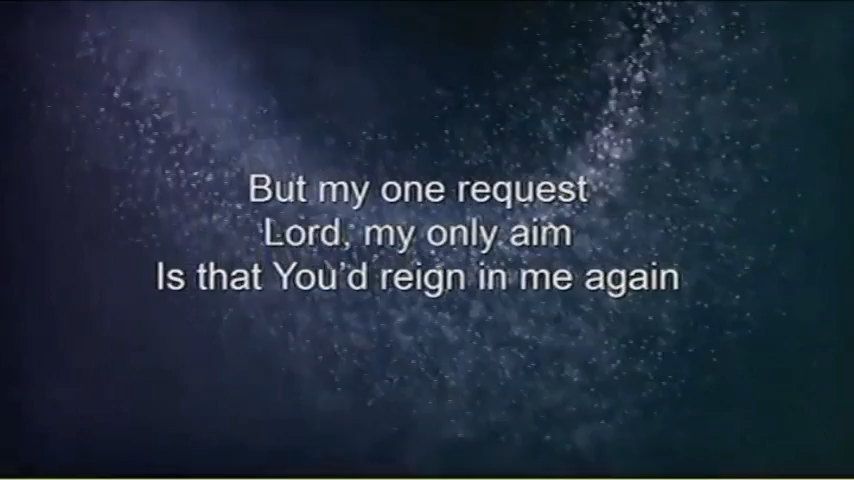 But my one request
Lord, my only aim
Is that You'd reign in me again